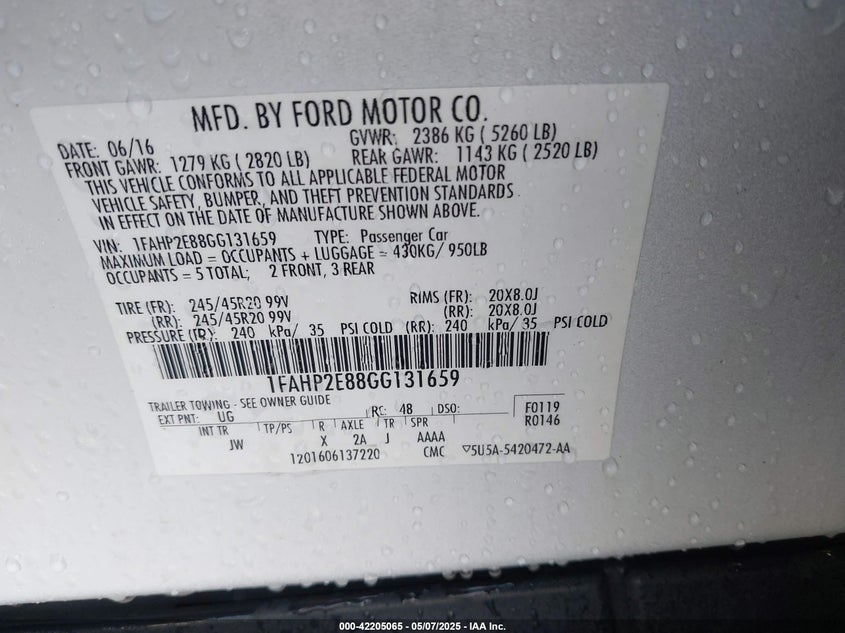 MFD. BY FORD MOTOR CO.
DATE: 06/16 GVWR: 2386 KG ( 5260 LB)
FRONT GAWR: 1279 KG ( 2820 LB) REAR GAWR: 1143 KG ( 2520 LB)
THIS VEHICLE CONFORMS TO ALL APPLICABLE FEDERAL MOTOR
VEHICLE SAFETY, BUMPER, AND THEFT PREVENTION STANDARDS
IN EFFECT ON THE DATE OF MANUFACTURE SHOWN ABOVE.
VIN: 1FAHP2E88GG131659 TYPE: Passenger Car
MAXIMUM LOAD = OCCUPANTS + LUGGAGE = 430KG/ 950LB
OCCUPANTS = 5 TOTAL; 2 FRONT, 3 REAR
TIRE (FR): 245/45R20 99V RIMS (FR): 20X8.0J
(RR): 245/45R20 99V (RR): 20X8.0J
PRESSURE (FR): 240 kPa/ 35 PSI COLD (RR): 240 kPa/ 35 PSI COLD
1FAHP2E88GG131659
TRAILER TOWING - SEE OWNER GUIDE
EXT PNT: UG RC: 48 DSO: F0119
INT TR TP/PS R AXLE TR SPR R0146
JW X 2A J AAAA
1201606137220 CMC ▽5U5A-5420472-AA
000-42205065 - 05/07/2025 - IAA Inc.